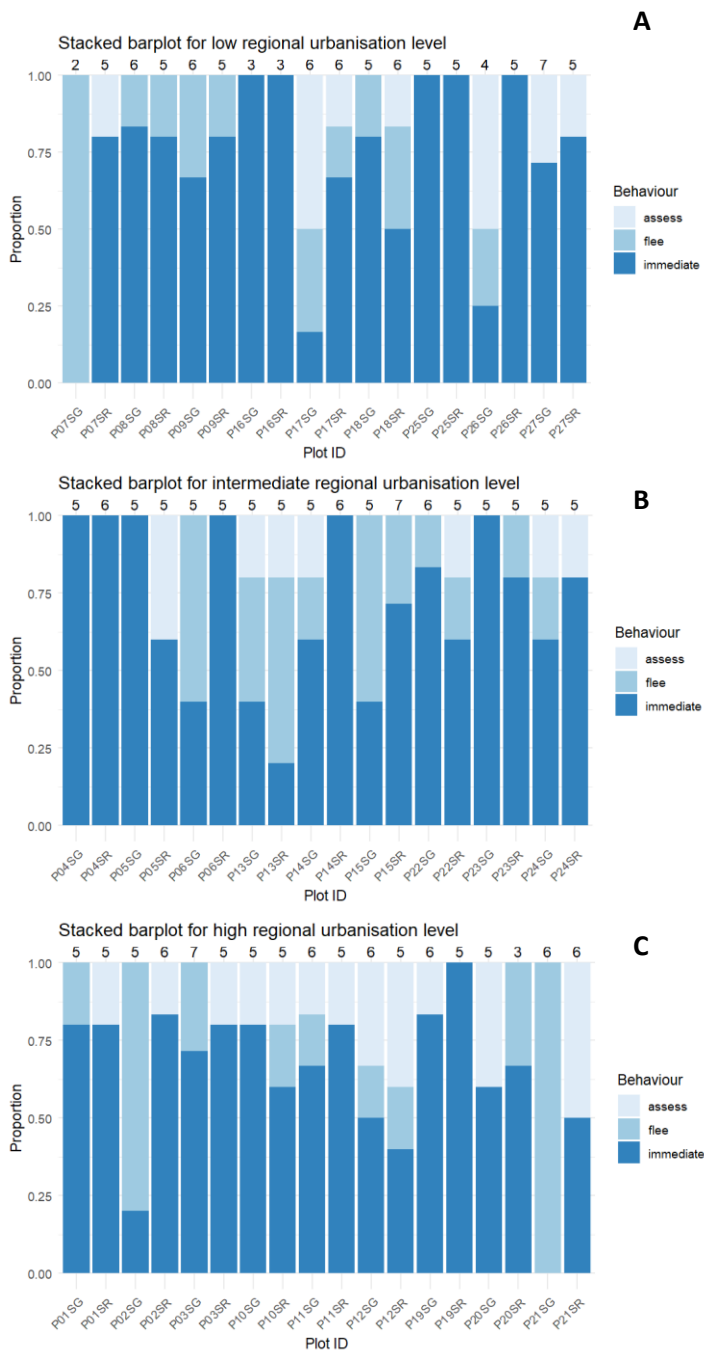 A
Stacked barplot for low regional urbanisation level
2 5 6 5 6 5 3 3 6 6 5 6 5 5 4 5 7 5
1.00
0.75
0.50
0.25
0.00
Proportion
P07SG P07SR P08SG P08SR P09SG P09SR P16SG P16SR P17SG P17SR P18SG P18SR P25SG P25SR P26SG P26SR P27SG P27SR
Plot ID
Behaviour
assess
flee
immediate
B
Stacked barplot for intermediate regional urbanisation level
5 6 5 5 5 5 5 5 5 6 5 7 6 5 5 5 5 5
1.00
0.75
0.50
0.25
0.00
Proportion
P04SG P04SR P05SG P05SR P06SG P06SR P13SG P13SR P14SG P14SR P15SG P15SR P22SG P22SR P23SG P23SR P24SG P24SR
Plot ID
Behaviour
assess
flee
immediate
C
Stacked barplot for high regional urbanisation level
5 5 5 6 7 5 5 5 6 5 6 5 6 5 5 3 6 6
1.00
0.75
0.50
0.25
0.00
Proportion
P01SG P01SR P02SG P02SR P03SG P03SR P10SG P10SR P11SG P11SR P12SG P12SR P19SG P19SR P20SG P20SR P21SG P21SR
Plot ID
Behaviour
assess
flee
immediate